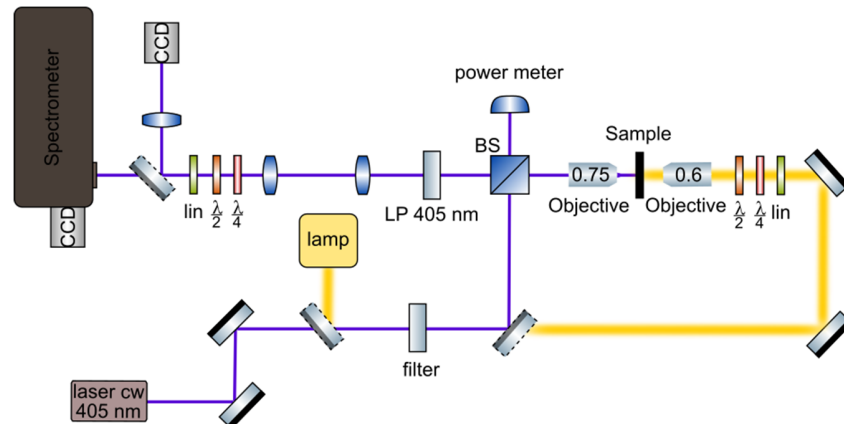 Spectrometer
CCD
CCD
power meter
BS
Sample
0.75
0.6
Objective
Objective
lin
λ
2
λ
4
LP 405 nm
λ
2
λ
4
lin
lamp
filter
laser cw
405 nm